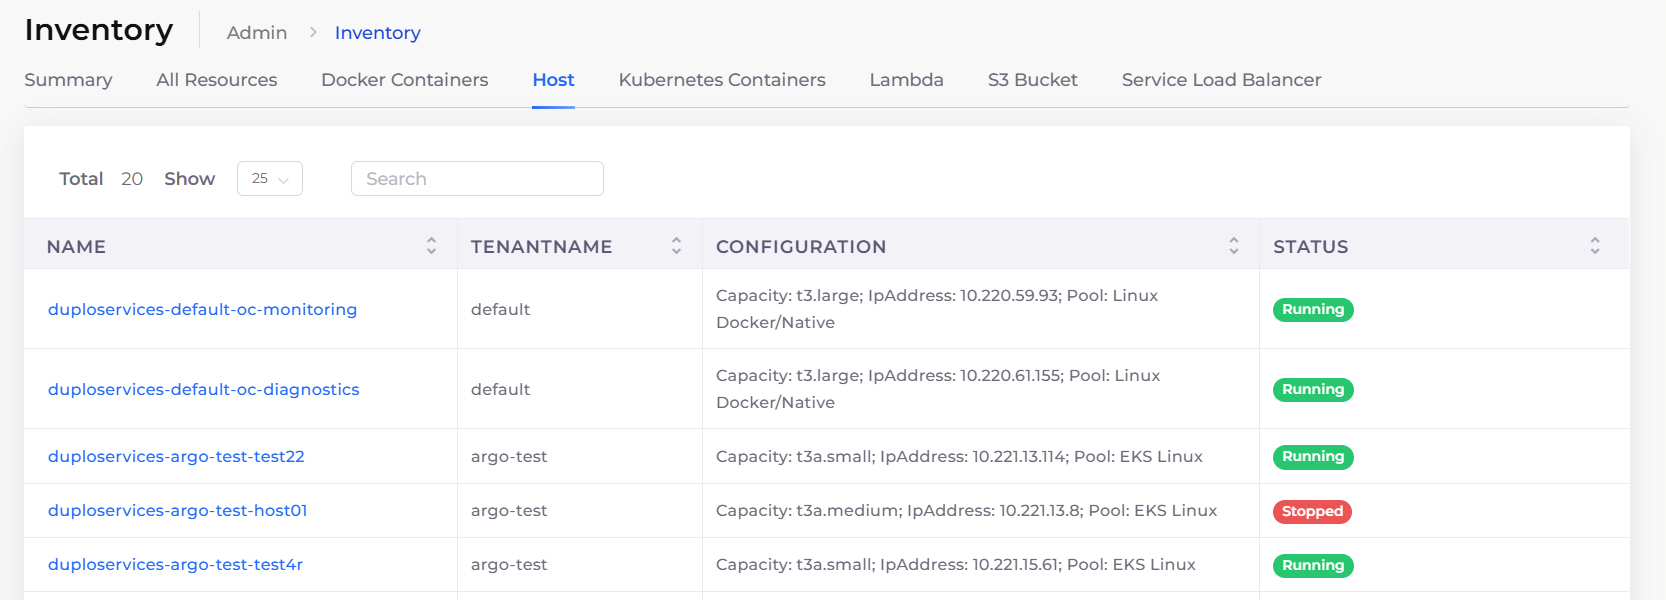 Inventory Admin > Inventory
Summary All Resources Docker Containers Host Kubernetes Containers Lambda S3 Bucket Service Load Balancer
Total 20 Show 25 Search
NAME TENANTNAME CONFIGURATION STATUS
duploservices-default-oc-monitoring default Capacity: t3.large; IpAddress: 10.220.59.93; Pool: Linux
Docker/Native Running
duploservices-default-oc-diagnostics default Capacity: t3.large; IpAddress: 10.220.61.155; Pool: Linux
Docker/Native Running
duploservices-argo-test-test22 argo-test Capacity: t3a.small; IpAddress: 10.221.13.114; Pool: EKS Linux Running
duploservices-argo-test-host01 argo-test Capacity: t3a.medium; IpAddress: 10.221.13.8; Pool: EKS Linux Stopped
duploservices-argo-test-test4r argo-test Capacity: t3a.small; IpAddress: 10.221.15.61; Pool: EKS Linux Running